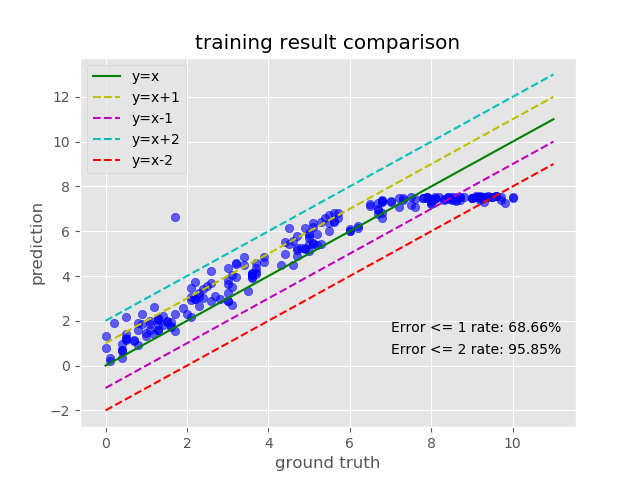 training result comparison
y=x
y=x+1
y=x-1
y=x+2
y=x-2
12
10
8
6
4
2
0
−2
prediction
Error <= 1 rate: 68.66%
Error <= 2 rate: 95.85%
0 2 4 6 8 10
ground truth